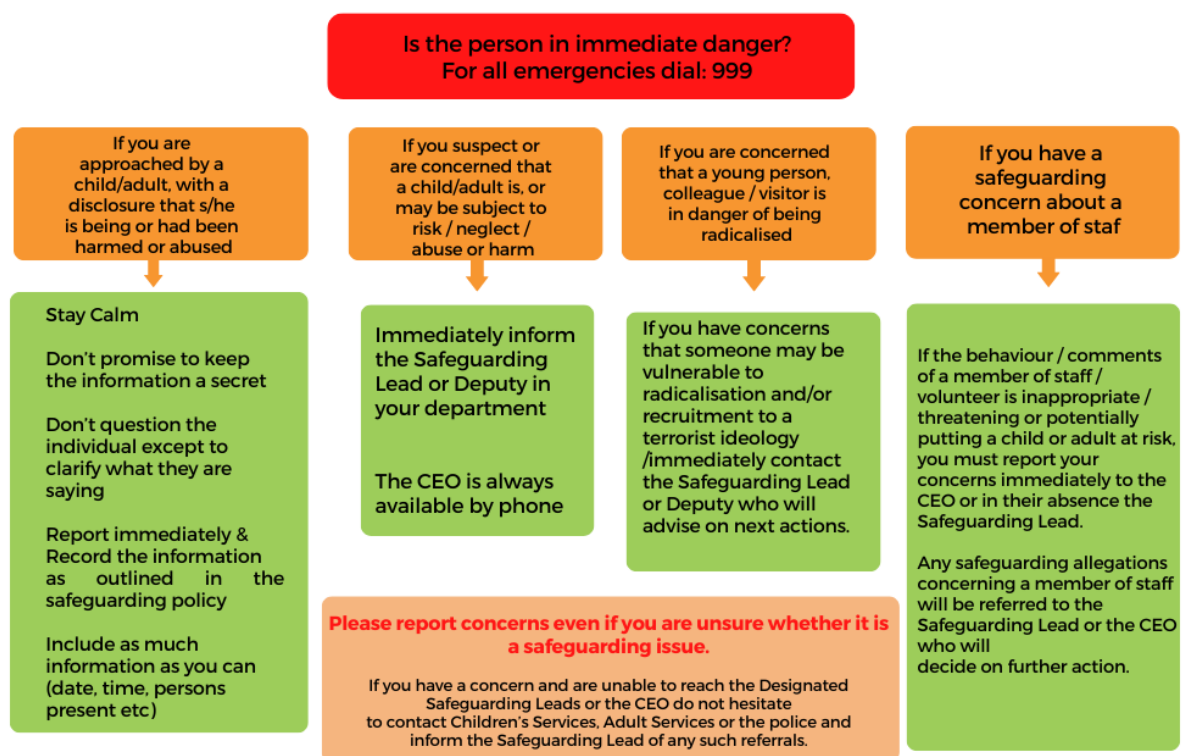 Is the person in immediate danger?
For all emergencies dial: 999
If you are
approached by a
child/adult, with a
disclosure that s/he
is being or had been
harmed or abused
Stay Calm
Don't promise to keep
the information a secret
Don't question the
individual except to
clarify what they are
saying
Report immediately &
Record the information
as outlined in the
safeguarding policy
Include as much
information as you can
(date, time, persons
present etc)
If you suspect or
are concerned that
a child/adult is, or
may be subject to
risk / neglect /
abuse or harm
Immediately inform
the Safeguarding
Lead or Deputy in
your department
The CEO is always
available by phone
If you are concerned
that a young person,
colleague / visitor is
in danger of being
radicalised
If you have concerns
that someone may be
vulnerable to
radicalisation and/or
recruitment to a
terrorist ideology
/immediately contact
the Safeguarding Lead
or Deputy who will
advise on next actions.
If you have a
safeguarding
concern about a
member of staf
If the behaviour / comments
of a member of staff /
volunteer is inappropriate /
threatening or potentially
putting a child or adult at risk,
you must report your
concerns immediately to the
CEO or in their absence the
Safeguarding Lead.
Any safeguarding allegations
concerning a member of staff
will be referred to the
Safeguarding Lead or the CEO
who will
decide on further action.
Please report concerns even if you are unsure whether it is
a safeguarding issue.
If you have a concern and are unable to reach the Designated
Safeguarding Leads or the CEO do not hesitate
to contact Children's Services, Adult Services or the police and
inform the Safeguarding Lead of any such referrals.